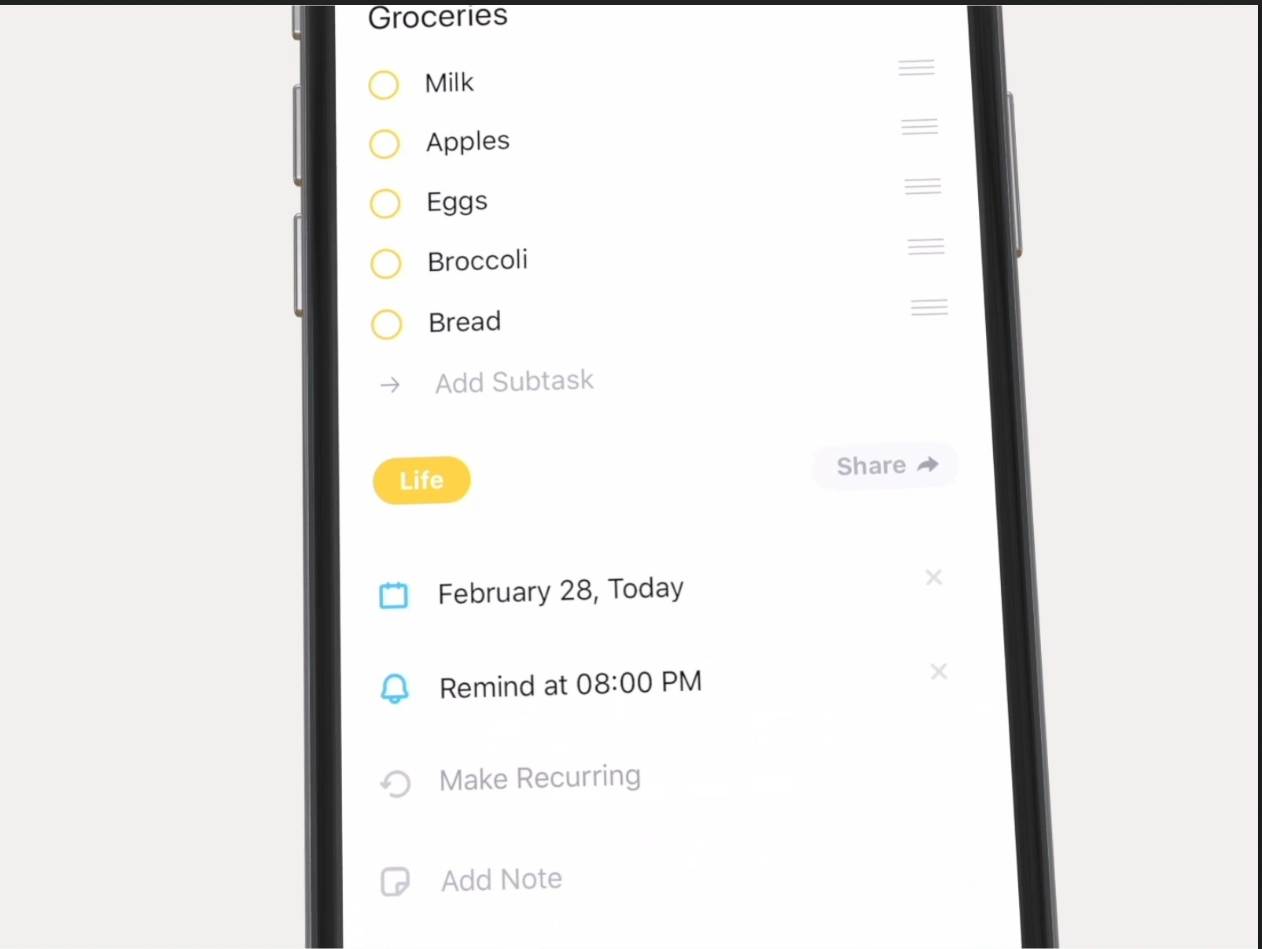 Groceries
Milk
Apples
Eggs
Broccoli
Bread
Add Subtask
Life
Share
February 28, Today
Remind at 08:00 PM
Make Recurring
Add Note